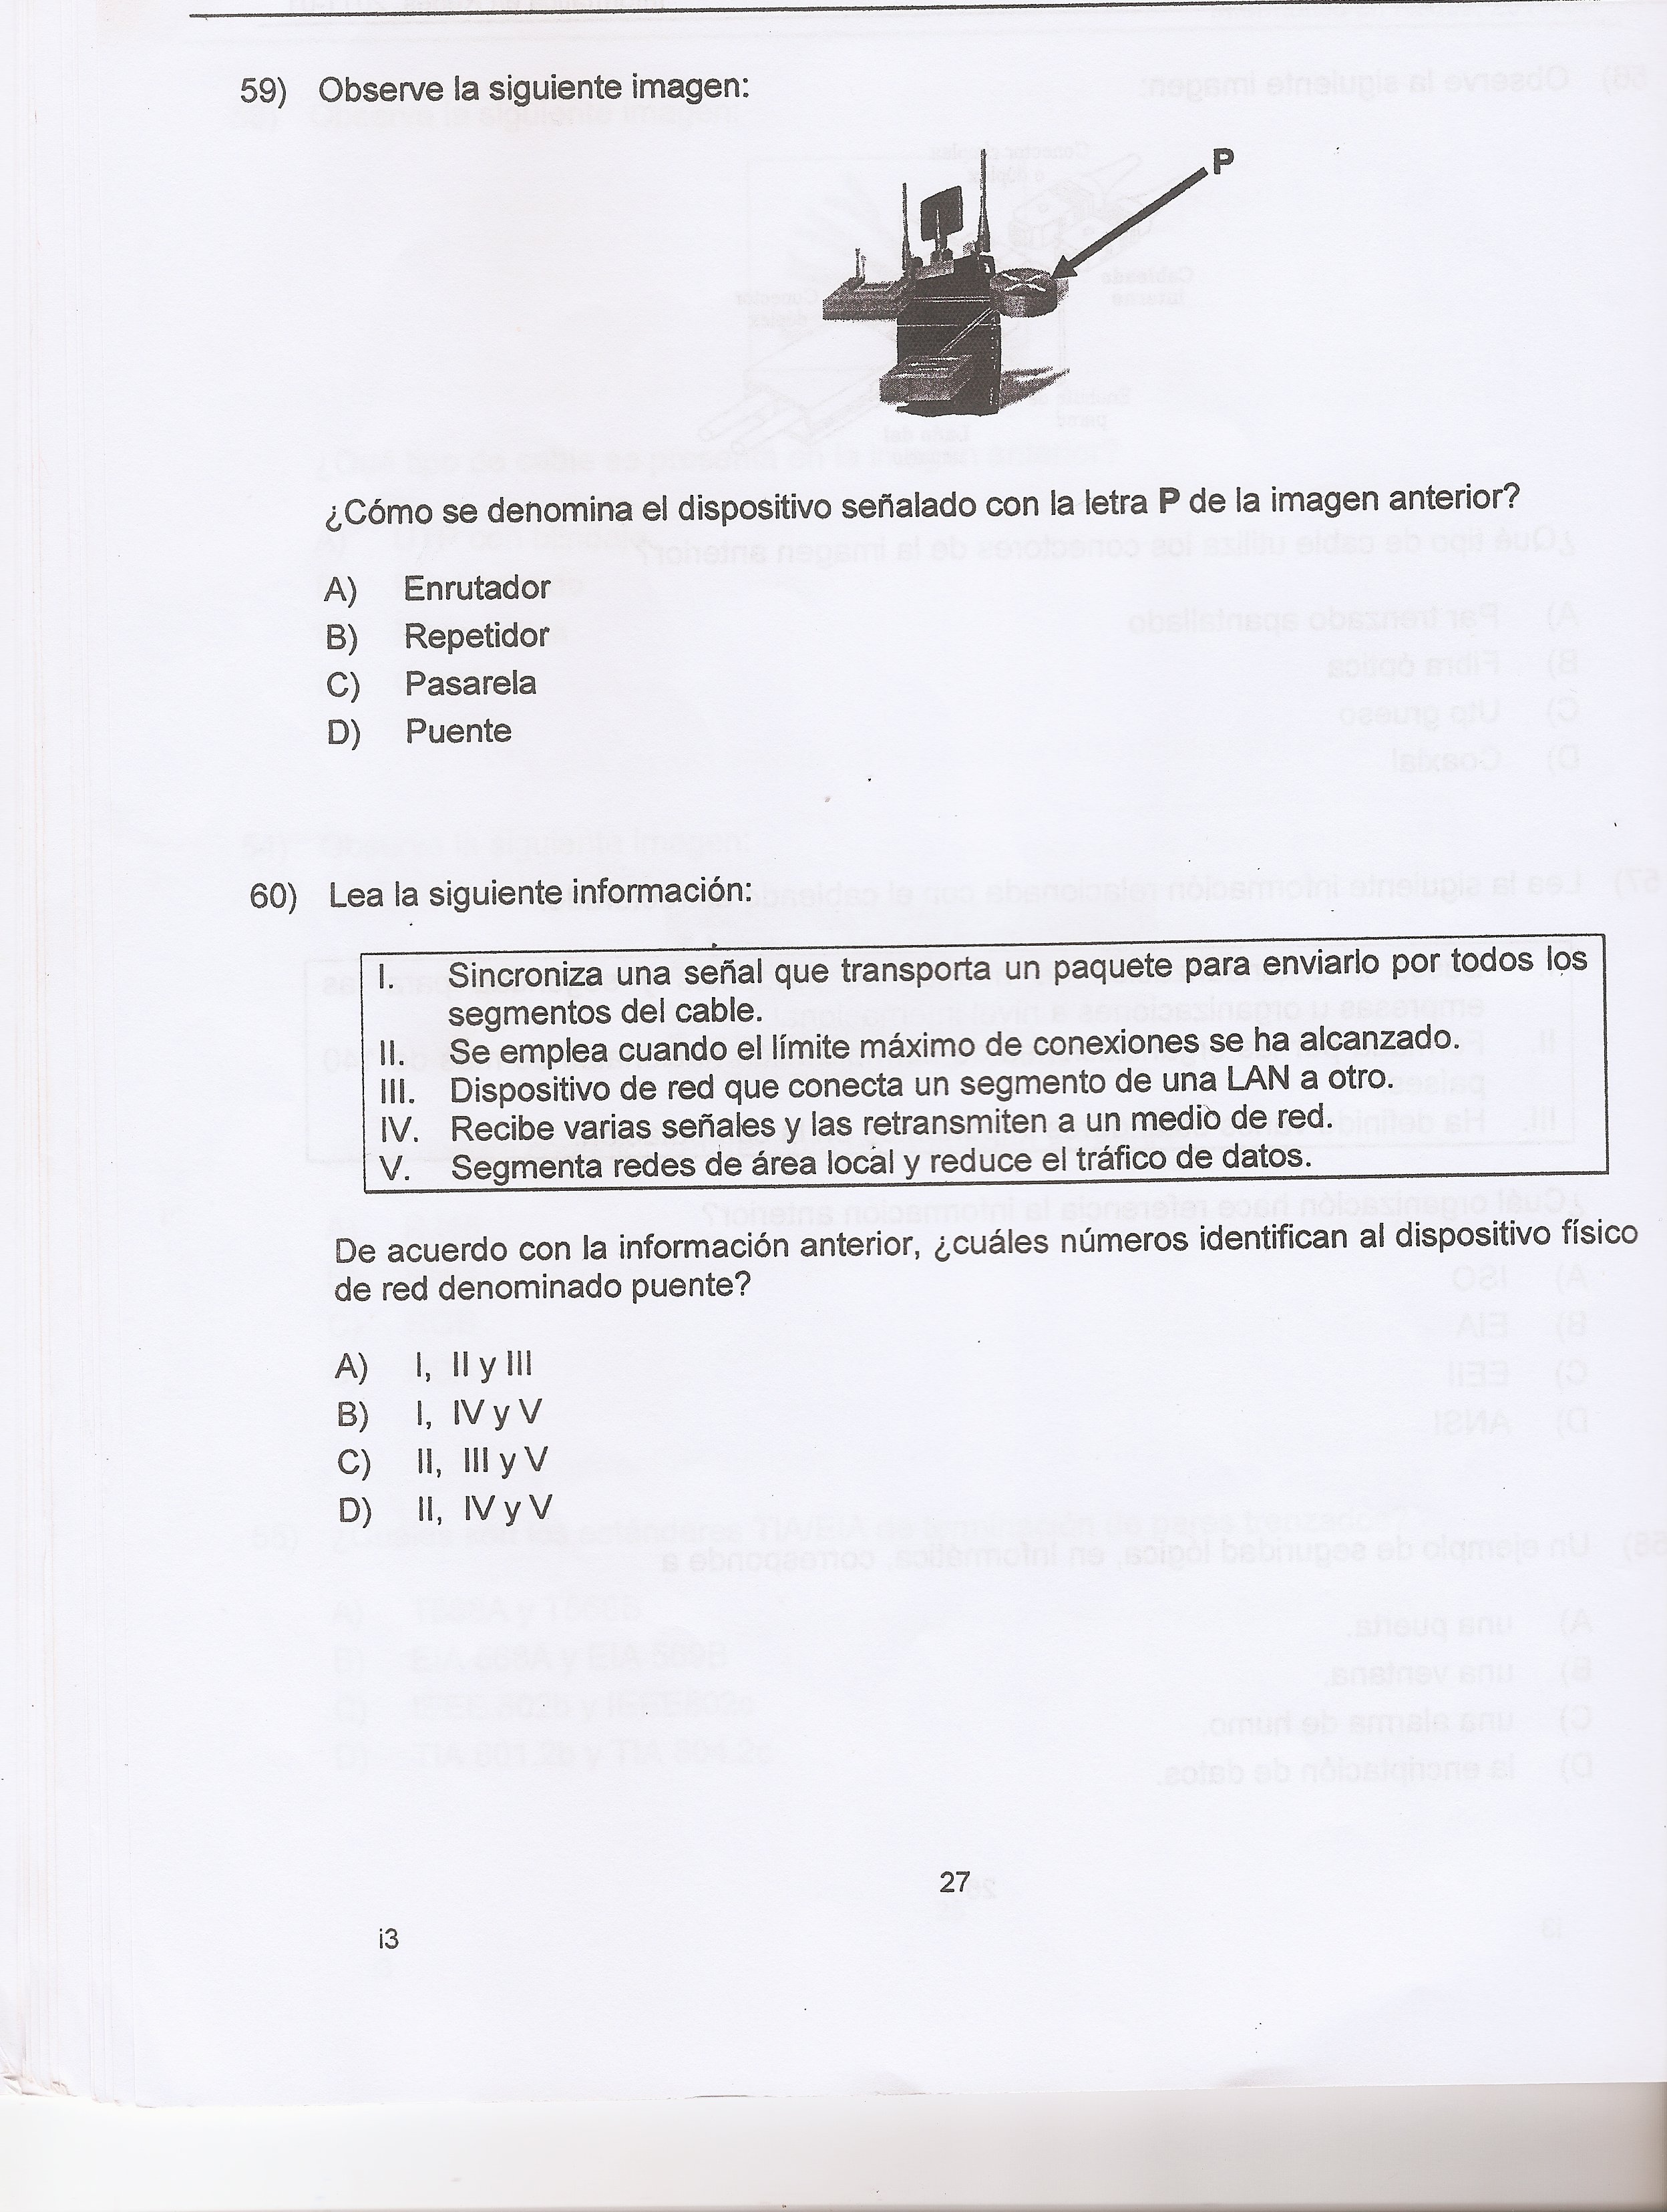 59) Observe la siguiente imagen:
P
¿Cómo se denomina el dispositivo señalado con la letra P de la imagen anterior?
A) Enrutador
B) Repetidor
C) Pasarela
D) Puente
60) Lea la siguiente información:
I. Sincroniza una señal que transporta un paquete para enviarlo por todos los
segmentos del cable.
II. Se emplea cuando el límite máximo de conexiones se ha alcanzado.
III. Dispositivo de red que conecta un segmento de una LAN a otro.
IV. Recibe varias señales y las retransmiten a un medio de red.
V. Segmenta redes de área local y reduce el tráfico de datos.
De acuerdo con la información anterior, ¿cuáles números identifican al dispositivo físico
de red denominado puente?
A) I, II y III
B) I, IV y V
C) II, III y V
D) II, IV y V
27
i3